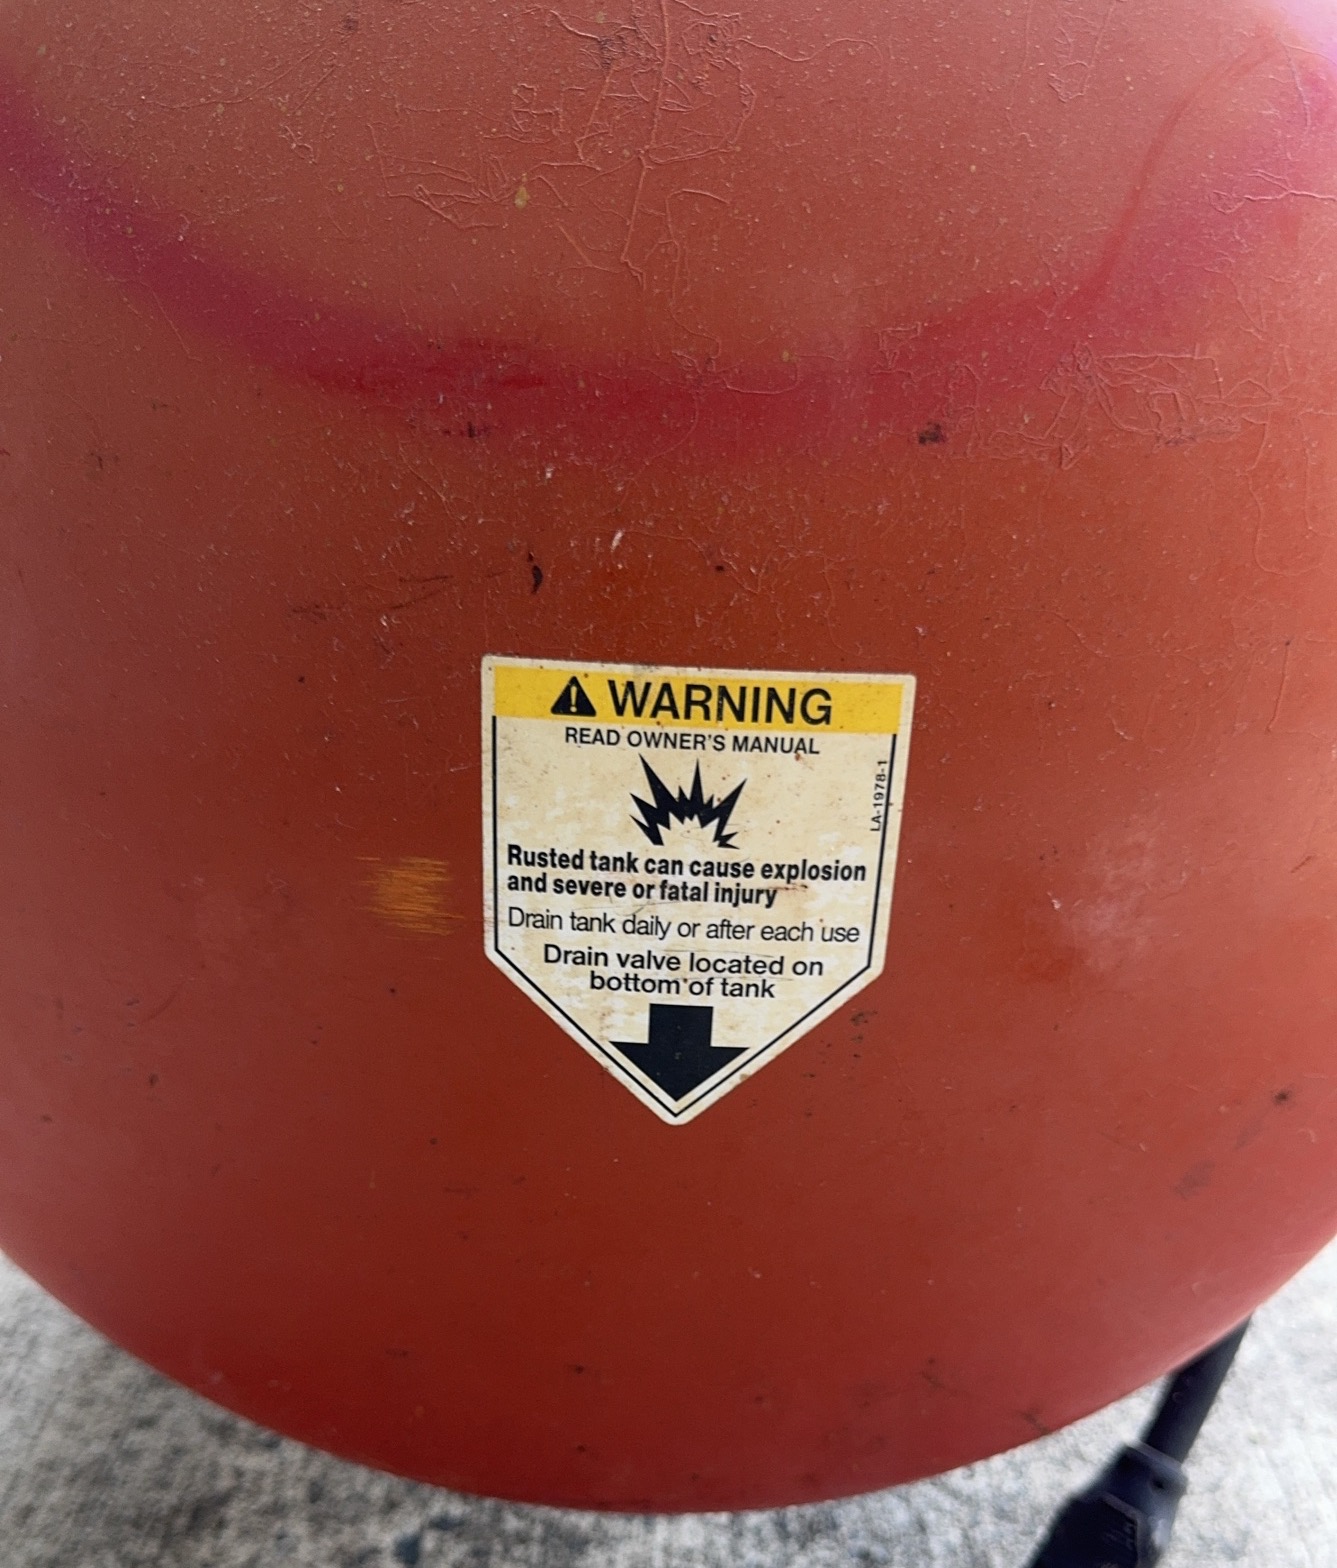 WARNING
READ OWNER'S MANUAL
LA-1978-1
Rusted tank can cause explosion
and severe or fatal injury
Drain tank daily or after each use
Drain valve located on
bottom of tank